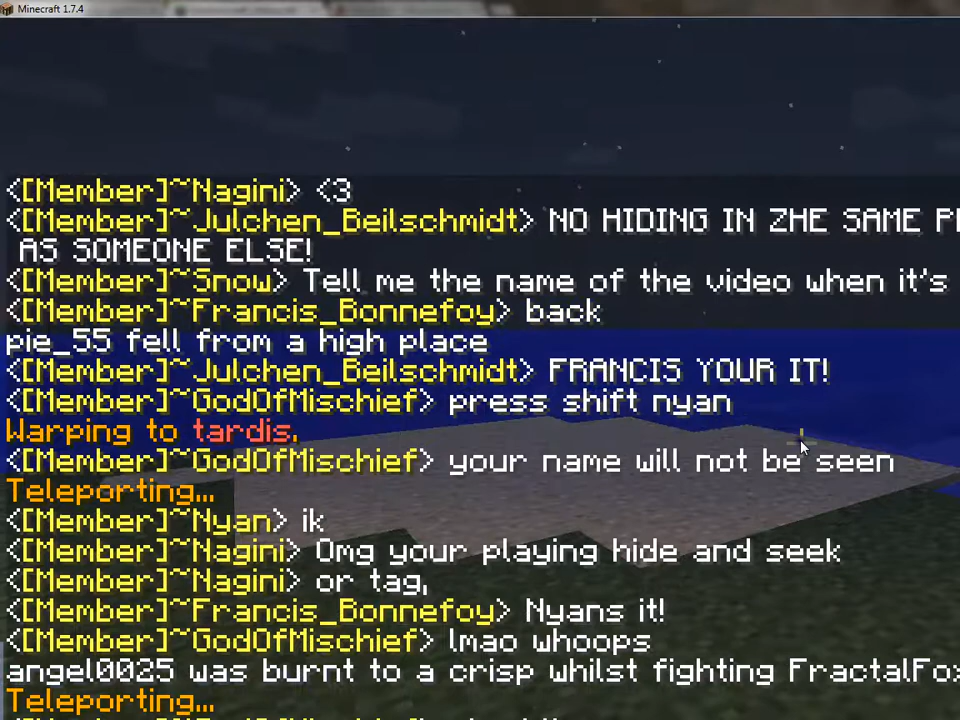 Minecraft 1.7.4
<[Member]~Nagini> <3
<[Member]~Julchen_Beilschmidt> NO HIDING IN ZHE SAME
AS SOMEONE ELSE!
<[Member]~Snow> Tell me the name of the video when it's
<[Member]~Francis_Bonnefoy> back
pie_55 fell from a high place
<[Member]~Julchen_Beilschmidt> FRANCIS YOUR IT!
<[Member]~GodOfMischief> press shift nyan
Warping to tardis.
<[Member]~GodOfMischief> your name will not be seen
Teleporting...
<[Member]~Nyan> ik
<[Member]~Nagini> Omg your playing hide and seek
<[Member]~Nagini> or tag,
<[Member]~Francis_Bonnefoy> Nyans it!
<[Member]~GodOfMischief> lmao whoops
angel0025 was burnt to a crisp whilst fighting FractalFox
Teleporting...